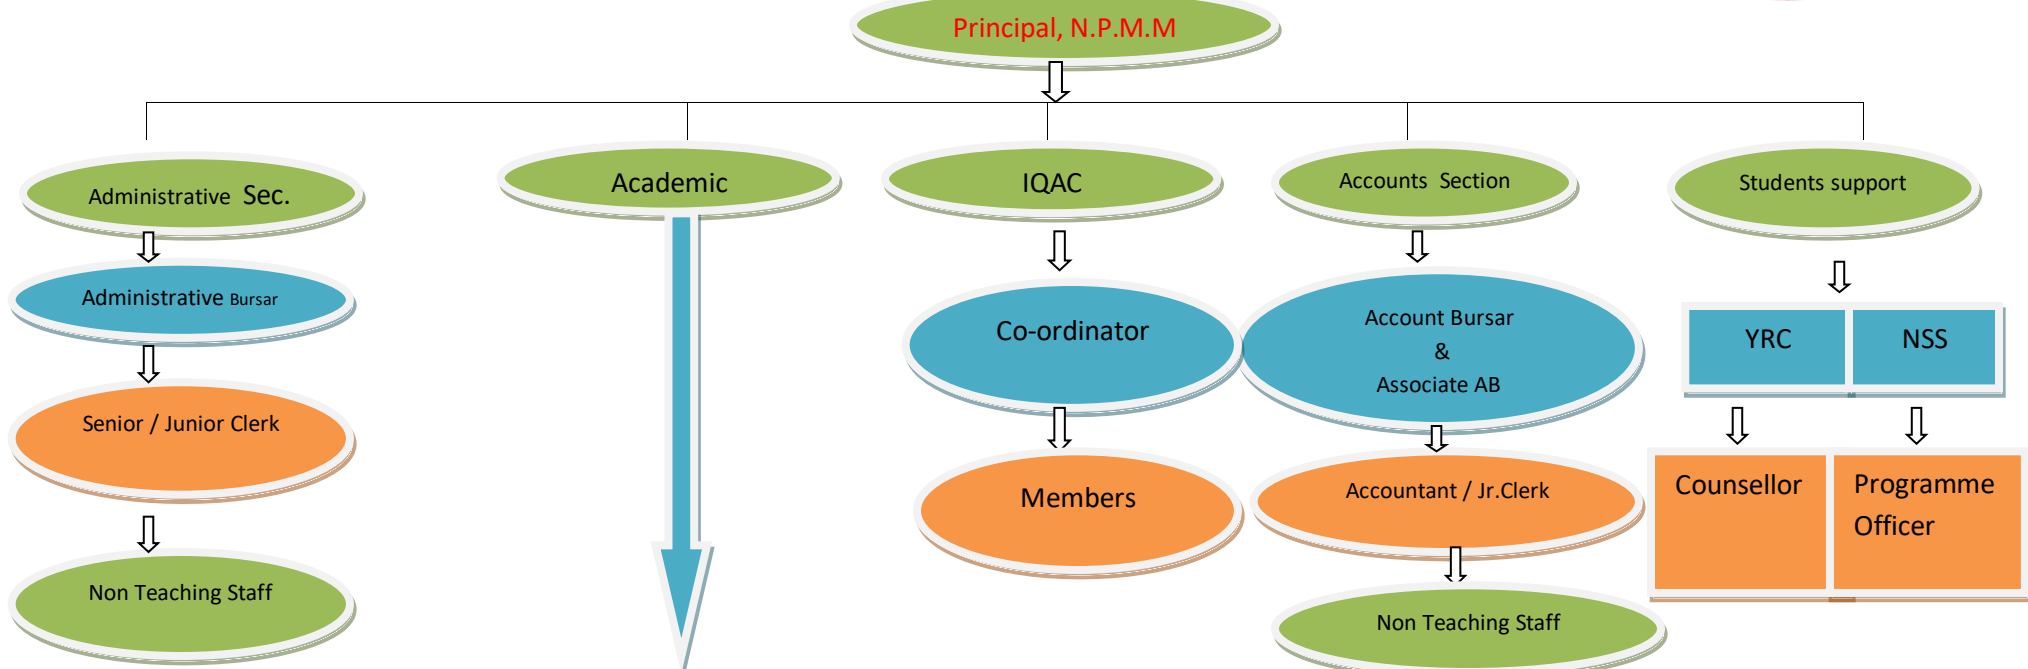 Principal, N.P.M.M
Administrative Sec.
Academic
IQAC
Accounts Section
Students support
Administrative Bursar
Co-ordinator
Account Bursar
&
Associate AB
YRC
NSS
Senior / Junior Clerk
Members
Accountant / Jr.Clerk
Counsellor
Programme
Officer
Non Teaching Staff
Non Teaching Staff